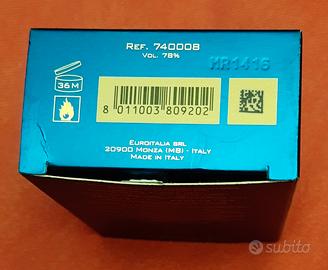 REF. 740008
VOL. 78%
MR1416
36M
8 011003 809202
EUROITALIA SRL
20900 MONZA (MB) - ITALY
MADE IN ITALY
subito